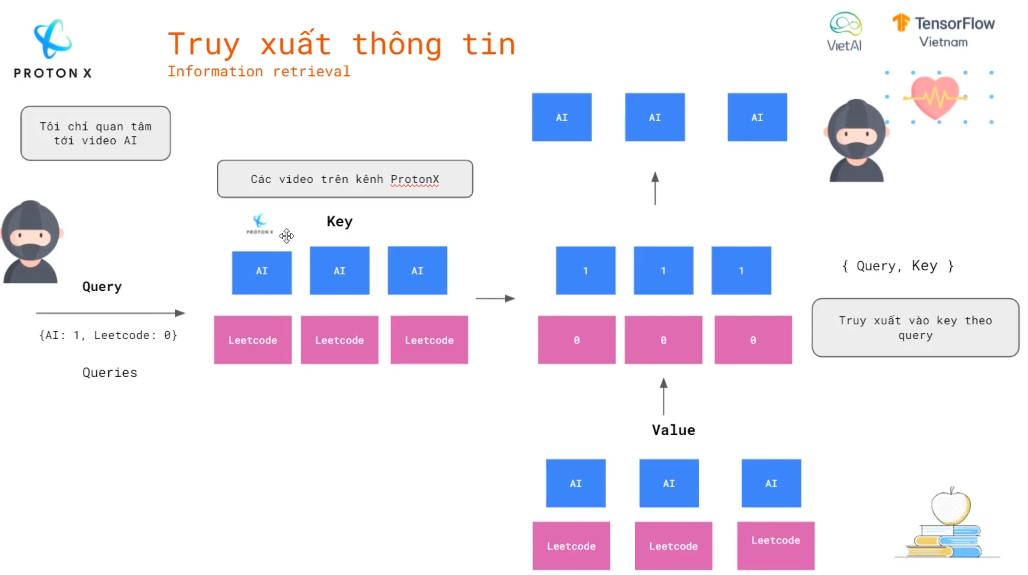 PROTON X
Truy xuất thông tin
Information retrieval
VietAI
TensorFlow
Vietnam
Tôi chỉ quan tâm
tới video AI
AI AI AI
Các video trên kênh ProtonX
PROTON X
Key
AI AI AI
1 1 1
{ Query, Key }
Query
{AI: 1, Leetcode: 0}
Leetcode Leetcode Leetcode
0 0 0
Truy xuất vào key theo
query
Queries
Value
AI AI AI
Leetcode Leetcode Leetcode